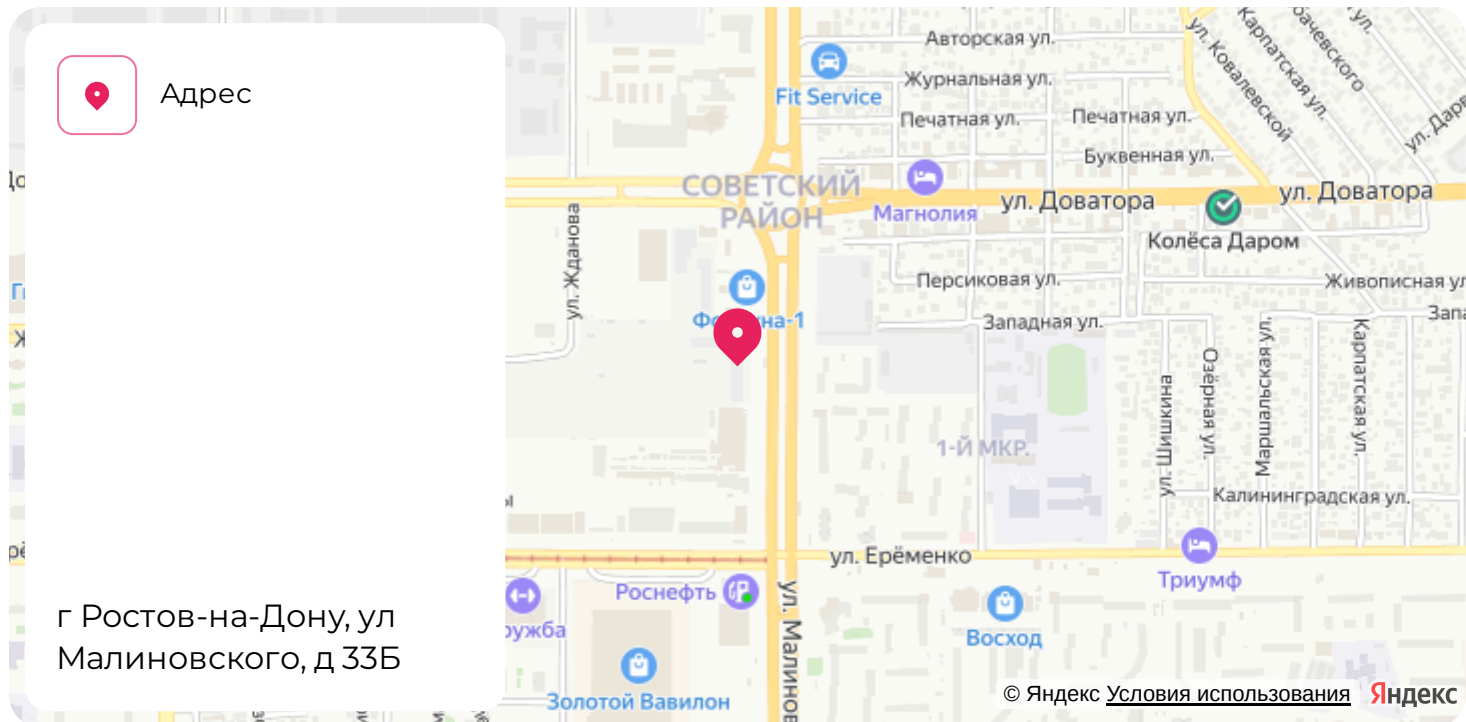 Адрес
г Ростов-на-Дону, ул
Малиновского, д 33Б
Авторская ул.
Fit Service
Журнальная ул.
Печатная ул.
Печатная ул.
Буквенная ул.
ул. Ковалевской
Карпатская ул.
СОВЕТСКИЙ
РАЙОН
Магнолия
ул. Доватора
ул. Доватора
Колёса Даром
ул. Жданова
Персиковая ул.
Живописная ул
Западная ул.
1-Й МКР.
ул. Шишкина
Озёрная ул.
Маршальская ул.
Карпатская ул.
Калининградская ул.
ул. Ерёменко
Триумф
Роснефть
Восход
Золотой Вавилон
ул. Малинов
© Яндекс Условия использования Яндекс